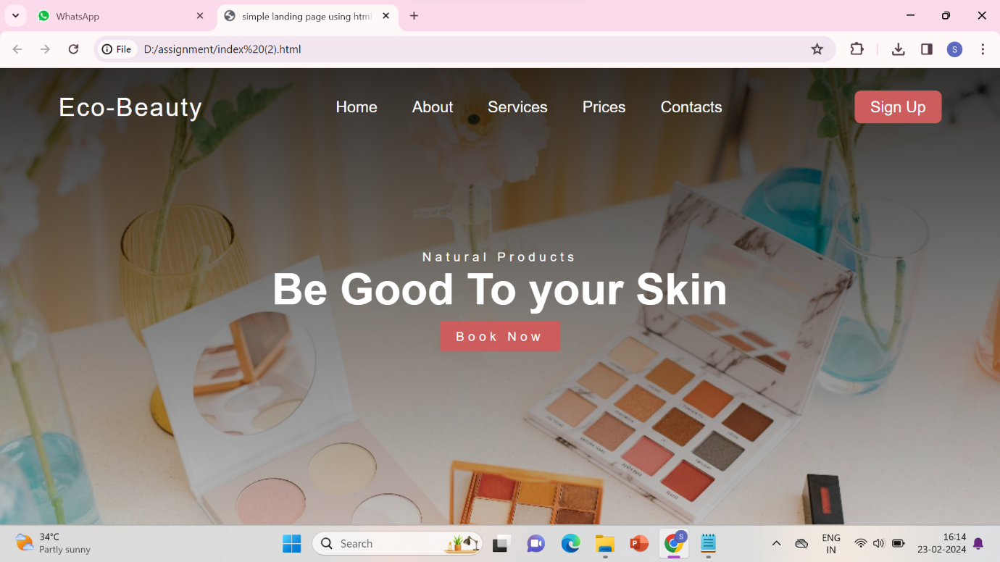 WhatsApp
simple landing page using html
File D:/assignment/index%20(2).html
S
Eco-Beauty Home About Services Prices Contacts Sign Up
Natural Products
Be Good To your Skin
Book Now
34°C
Partly sunny
Search
P
S
ENG
IN
16:14
23-02-2024